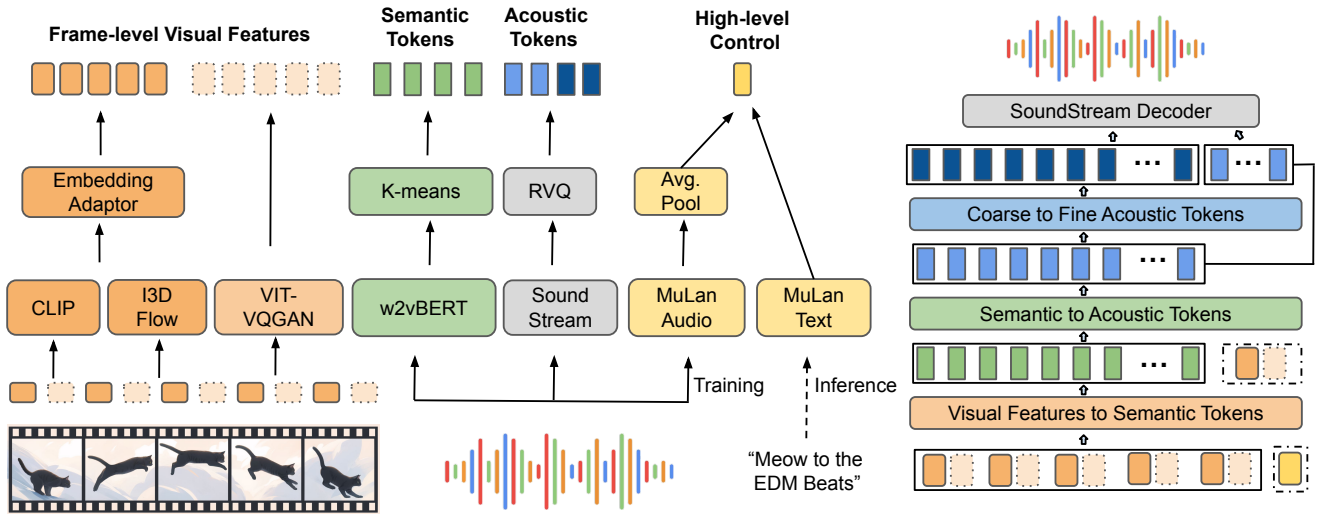 Frame-level Visual Features
Semantic
Tokens
Acoustic
Tokens
High-level
Control
Embedding
Adaptor
K-means
RVQ
Avg.
Pool
CLIP
I3D
Flow
VIT-
VQGAN
w2vBERT
Sound
Stream
MuLan
Audio
MuLan
Text
Training
Inference
“Meow to the
EDM Beats”
SoundStream Decoder
...
...
Coarse to Fine Acoustic Tokens
...
Semantic to Acoustic Tokens
...
Visual Features to Semantic Tokens